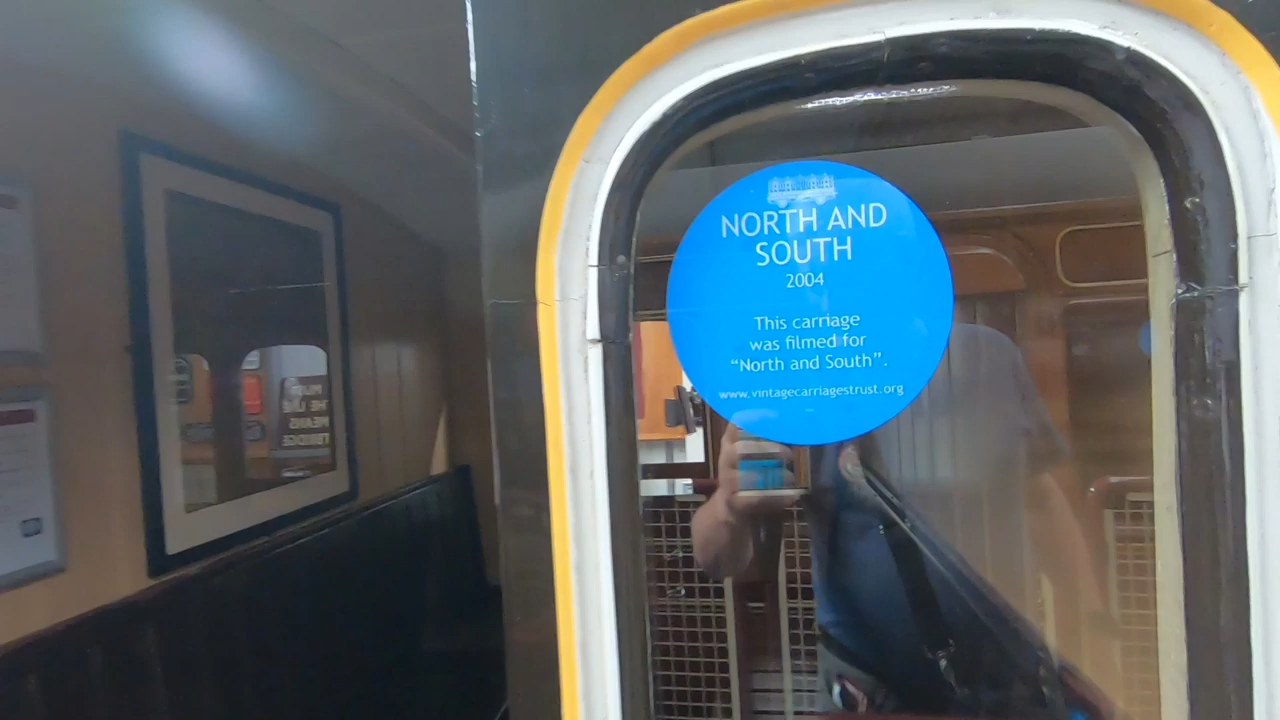 NORTH AND
SOUTH
2004
This carriage
was filmed for
“North and South”.
www.vintagecarriagestrust.org